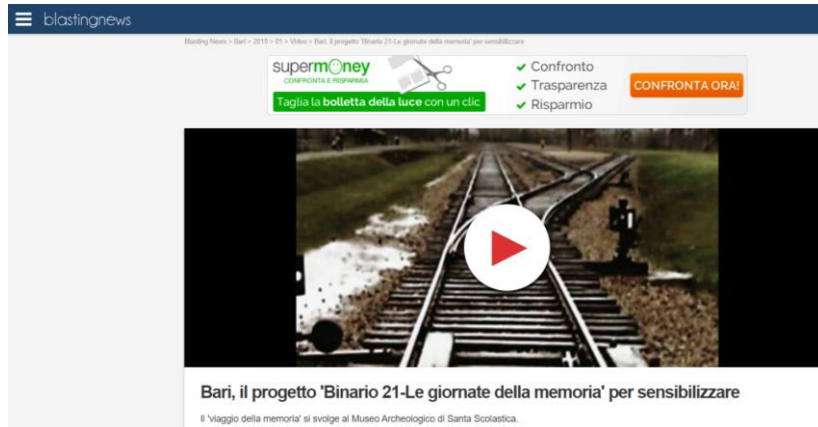 blastingnews
Blasting News > Bari > 2019 > 01 > Video > Bari, il progetto 'Binario 21-Le giornate della memoria' per sensibilizzare
supermoney
CONFRONTA E RISPARMIA
Taglia la bolletta della luce con un clic
Confronto
Trasparenza
Risparmio
CONFRONTA ORA!
Bari, il progetto 'Binario 21-Le giornate della memoria' per sensibilizzare
Il 'viaggio della memoria' si svolge al Museo Archeologico di Santa Scolastica.